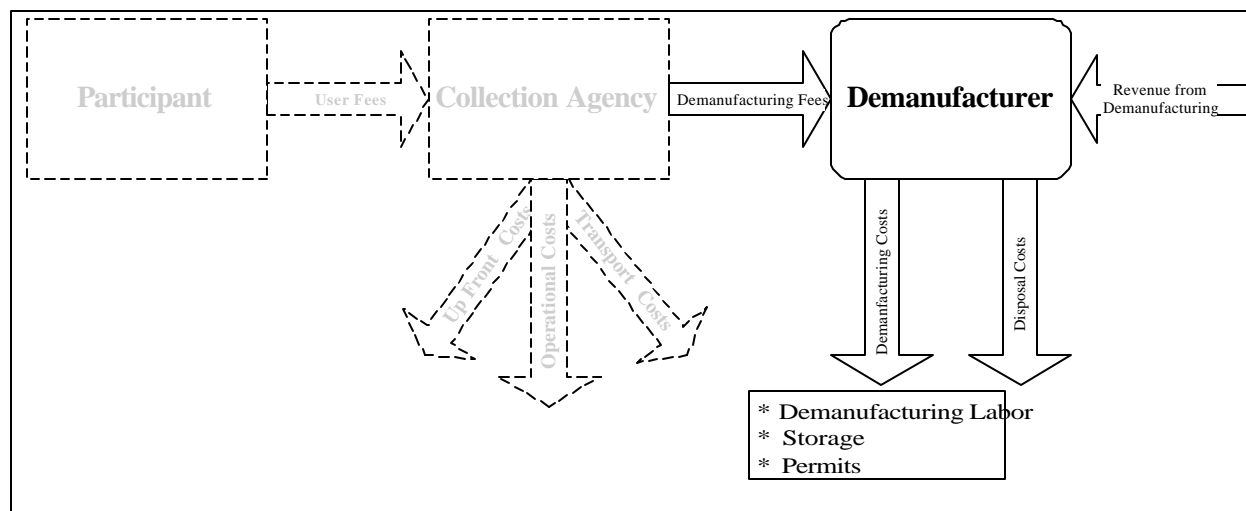 Participant
User Fees
Collection Agency
Demanufacturing Fees
Demanufacturer
Revenue from
Demanufacturing
Up Front Costs
Operational Costs
Transport Costs
Demanfacturing Costs
Disposal Costs
* Demanufacturing Labor
* Storage
* Permits